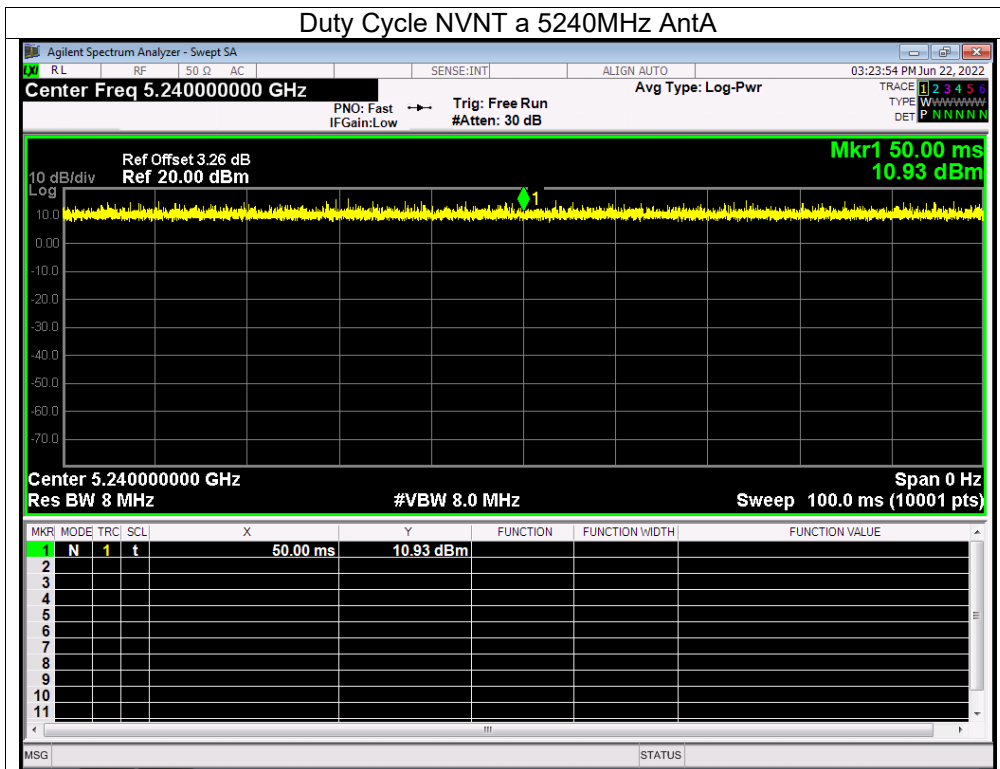 Duty Cycle NVNT a 5240MHz AntA
Agilent Spectrum Analyzer - Swept SA
LXI RL RF 50 Ω AC SENSE:INT ALIGN AUTO 03:23:54 PM Jun 22, 2022
Center Freq 5.240000000 GHz Avg Type: Log-Pwr TRACE 1 2 3 4 5 6
PNO: Fast Trig: Free Run TYPE WWWWWWW
IFGain:Low #Atten: 30 dB DET P N N N N N
Mkr1 50.00 ms
Ref Offset 3.26 dB
10 dB/div Ref 20.00 dBm 10.93 dBm
Log
1
10.0
0.00
-10.0
-20.0
-30.0
-40.0
-50.0
-60.0
-70.0
Center 5.240000000 GHz Span 0 Hz
Res BW 8 MHz #VBW 8.0 MHz Sweep 100.0 ms (10001 pts)
MKR MODE TRC SCL X Y FUNCTION FUNCTION WIDTH FUNCTION VALUE
1 N 1 t 50.00 ms 10.93 dBm
2
3
4
5
6
7
8
9
10
11
MSG STATUS